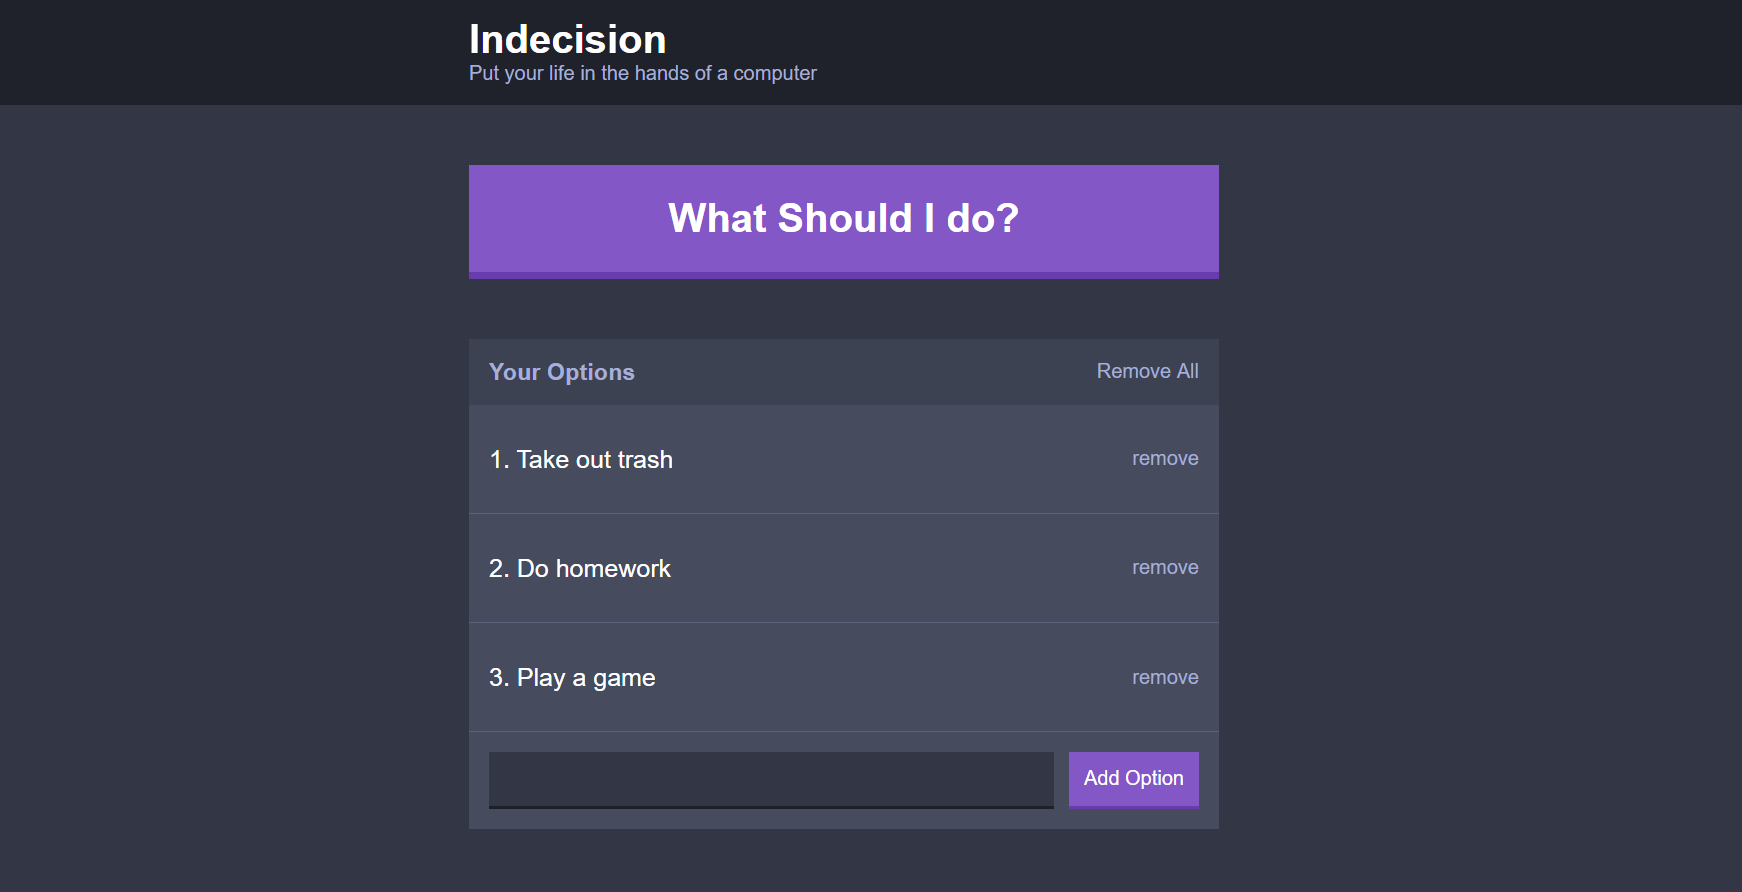 Indecision
Put your life in the hands of a computer
What Should I do?
Your Options Remove All
1. Take out trash remove
2. Do homework remove
3. Play a game remove
Add Option